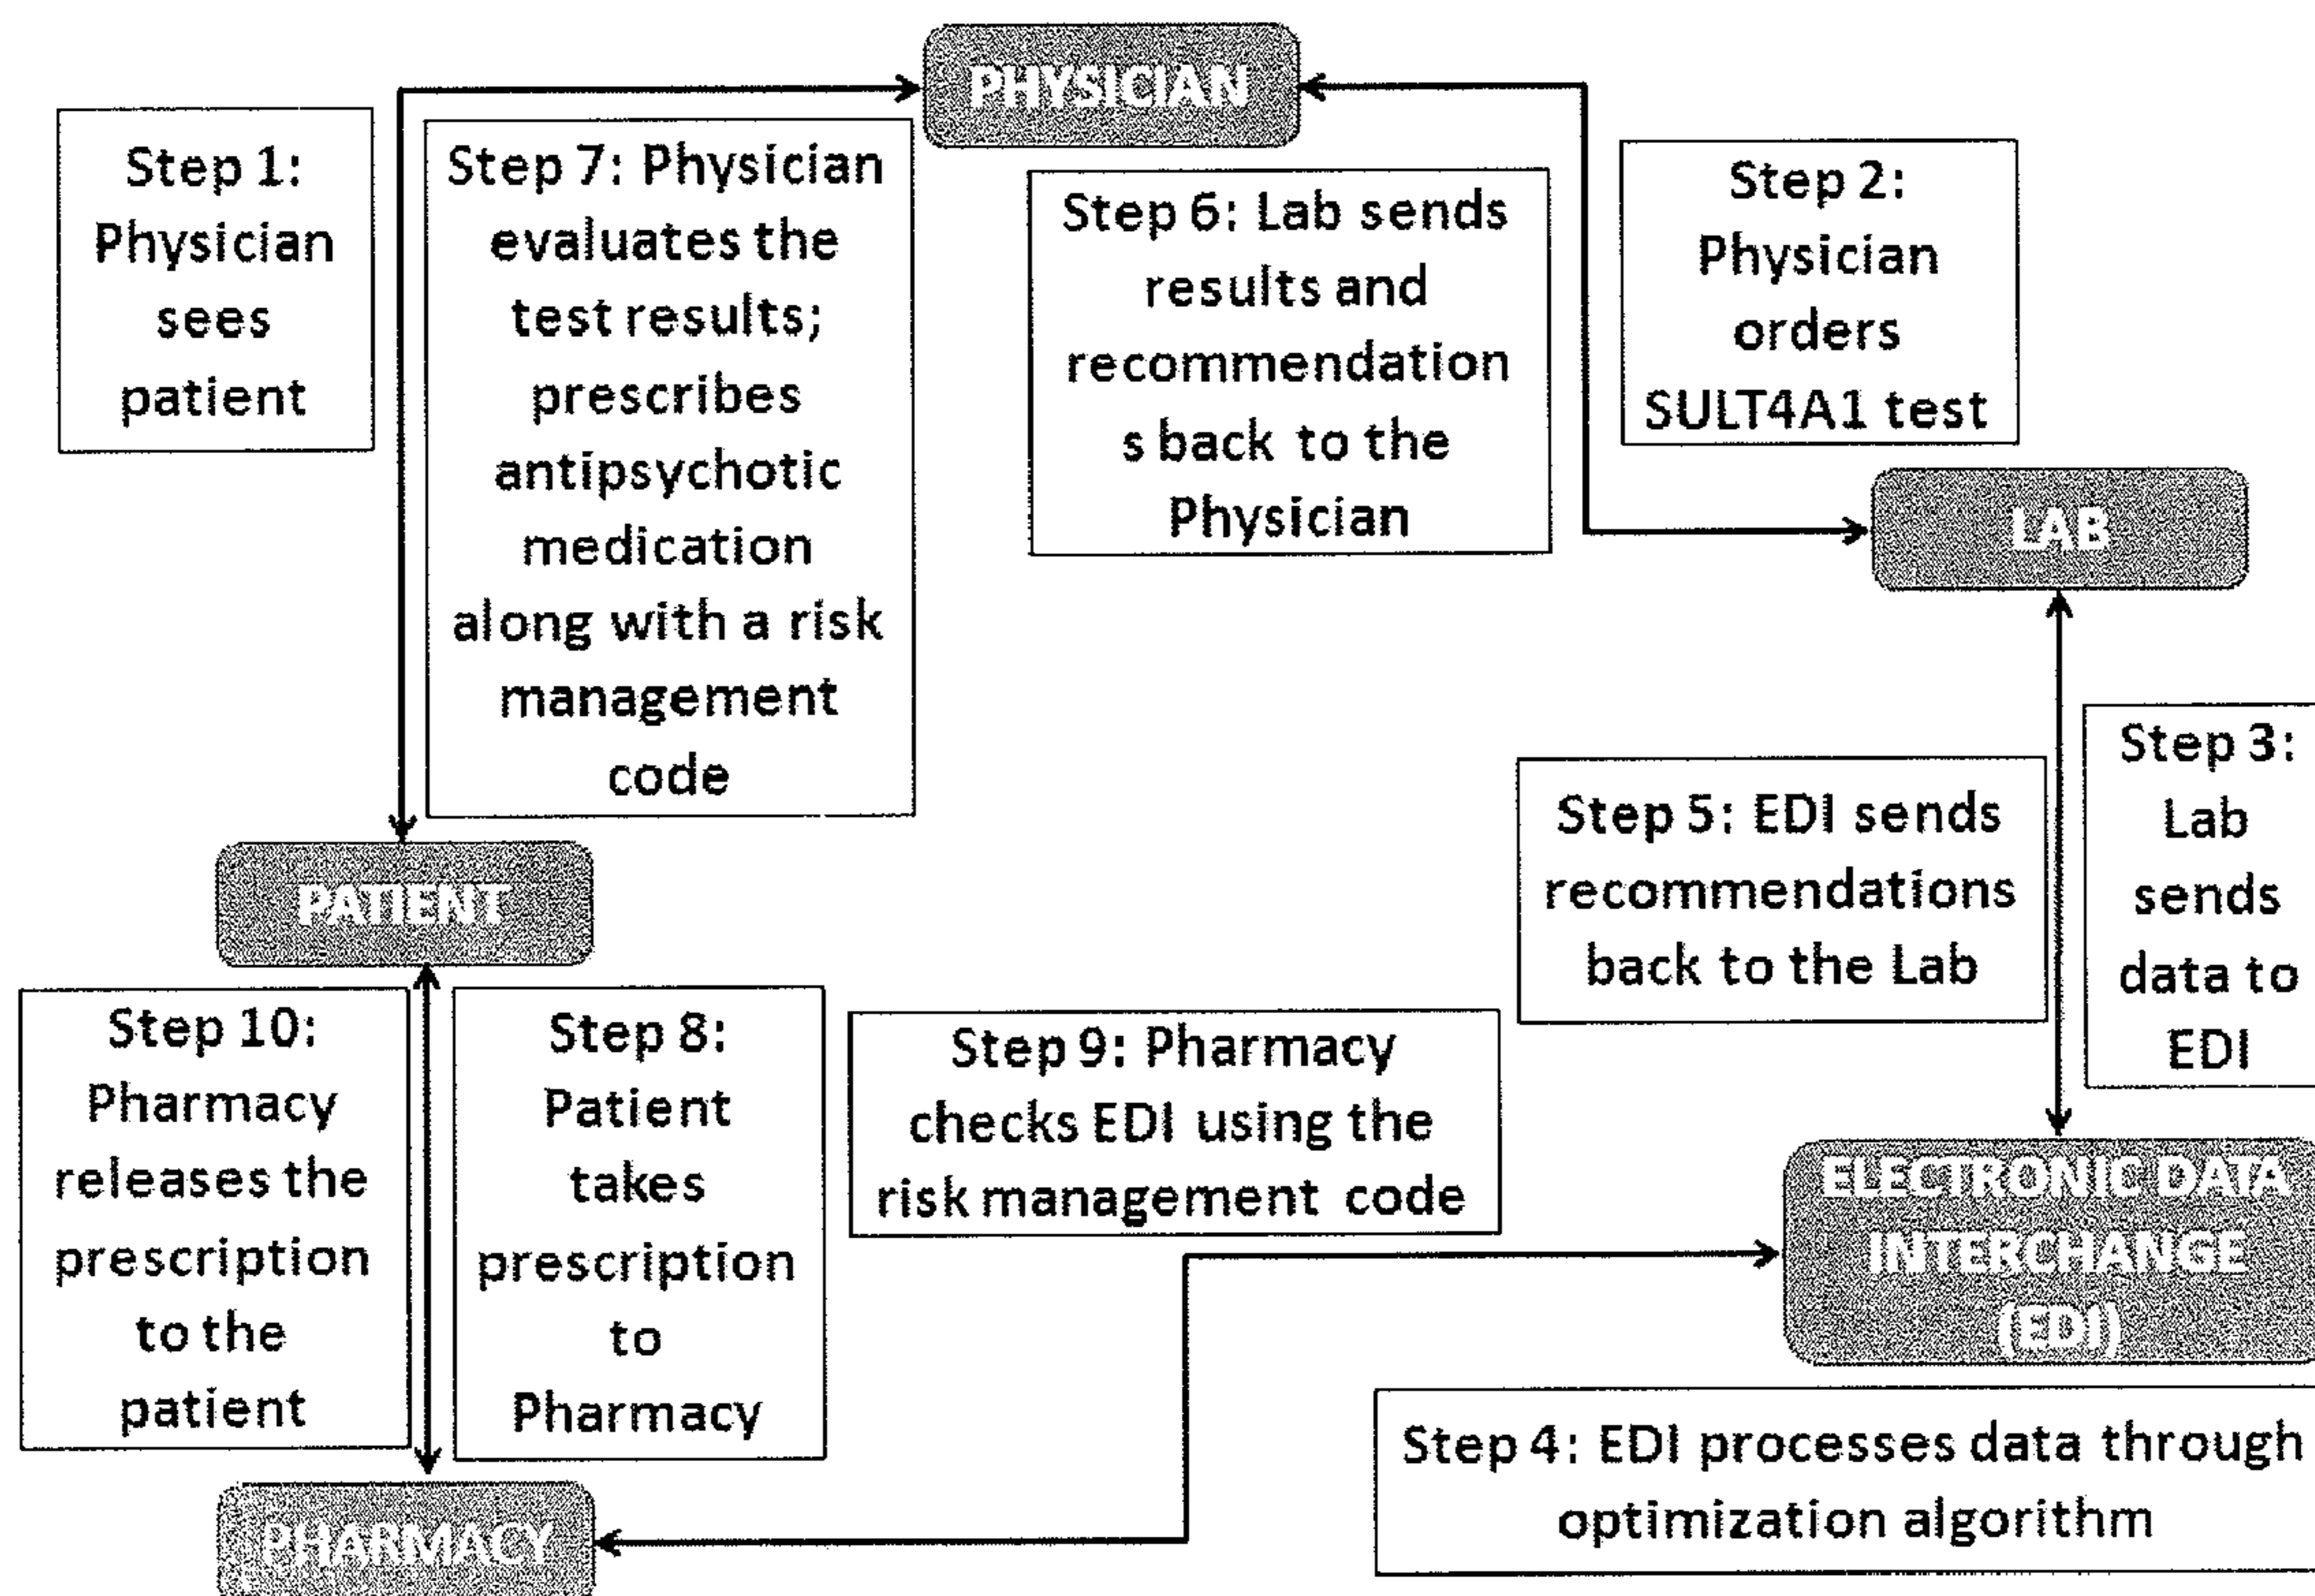 PHYSICIAN
Step 1:
Physician
sees
patient
Step 7: Physician
evaluates the
test results;
prescribes
antipsychotic
medication
along with a risk
management
code
Step 6: Lab sends
results and
recommendation
s back to the
Physician
Step 2:
Physician
orders
SULT4A1 test
LAB
Step 5: EDI sends
recommendations
back to the Lab
Step 3:
Lab
sends
data to
EDI
PATIENT
Step 10:
Pharmacy
releases the
prescription
to the
patient
Step 8:
Patient
takes
prescription
to
Pharmacy
Step 9: Pharmacy
checks EDI using the
risk management code
ELECTRONIC DATA
INTERCHANGE
(EDI)
Step 4: EDI processes data through
optimization algorithm
PHARMACY